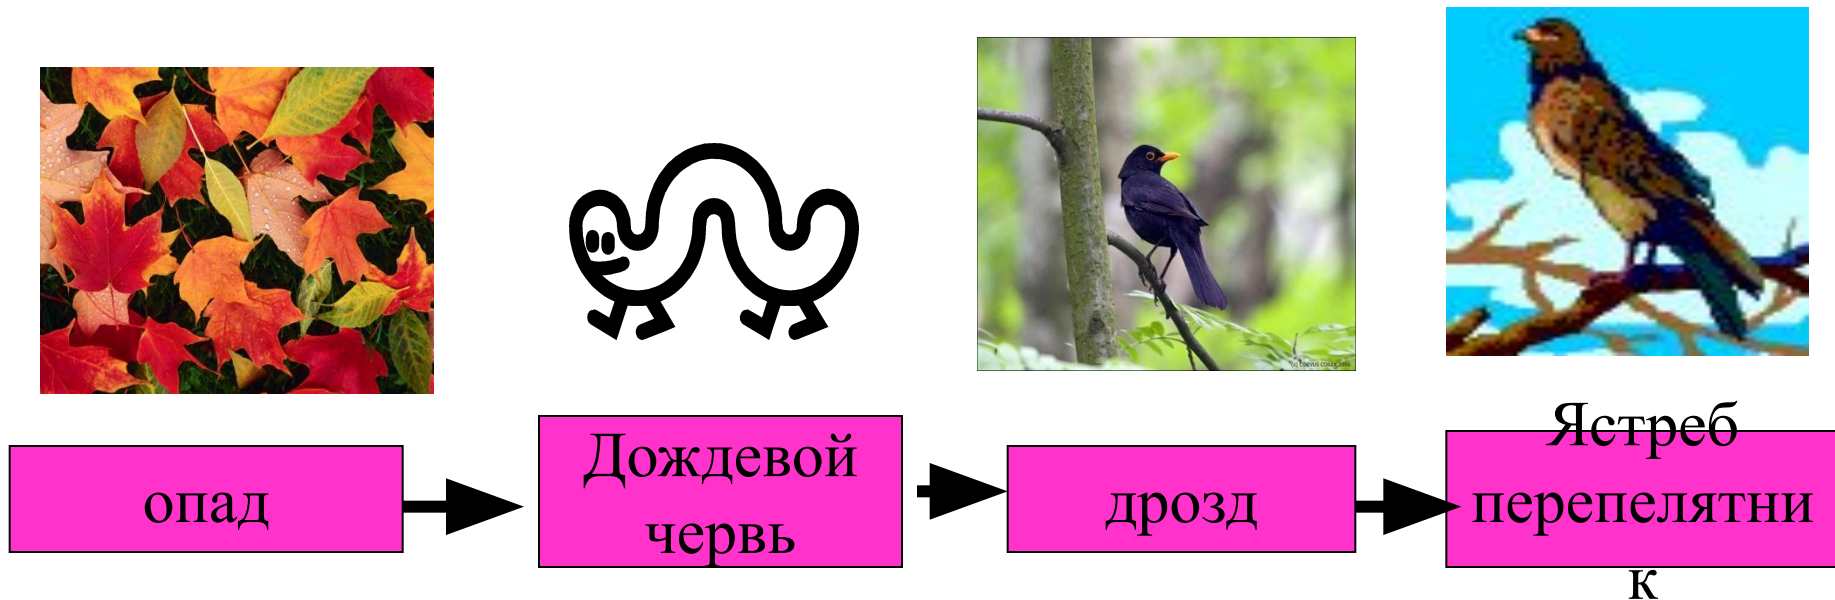 опад
Дождевой
червь
дрозд
Ястреб
перепелятни
к